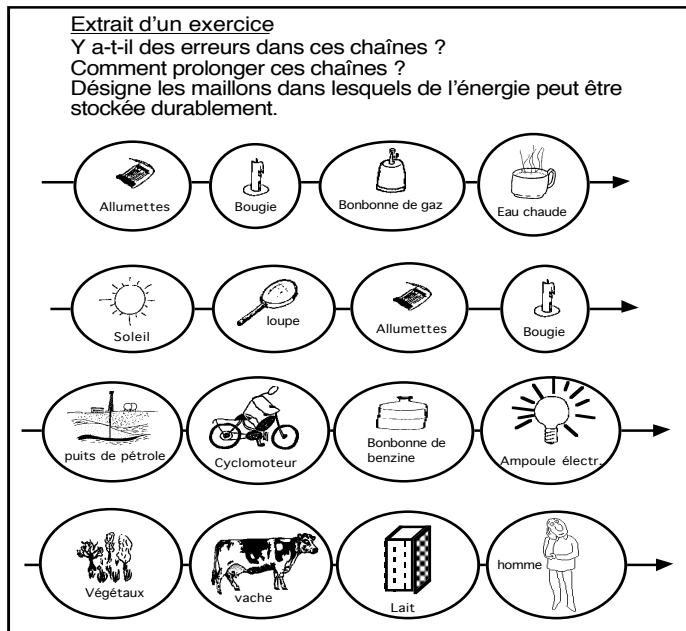 Extrait d'un exercice
Y a-t-il des erreurs dans ces chaînes ?
Comment prolonger ces chaînes ?
Désigne les maillons dans lesquels de l'énergie peut être
stockée durablement.
Allumettes
Bougie
Bonbonne de gaz
Eau chaude
Soleil
loupe
Allumettes
Bougie
puits de pétrole
Cyclomoteur
Bonbonne de
benzine
Ampoule électr.
Végétaux
vache
Lait
homme